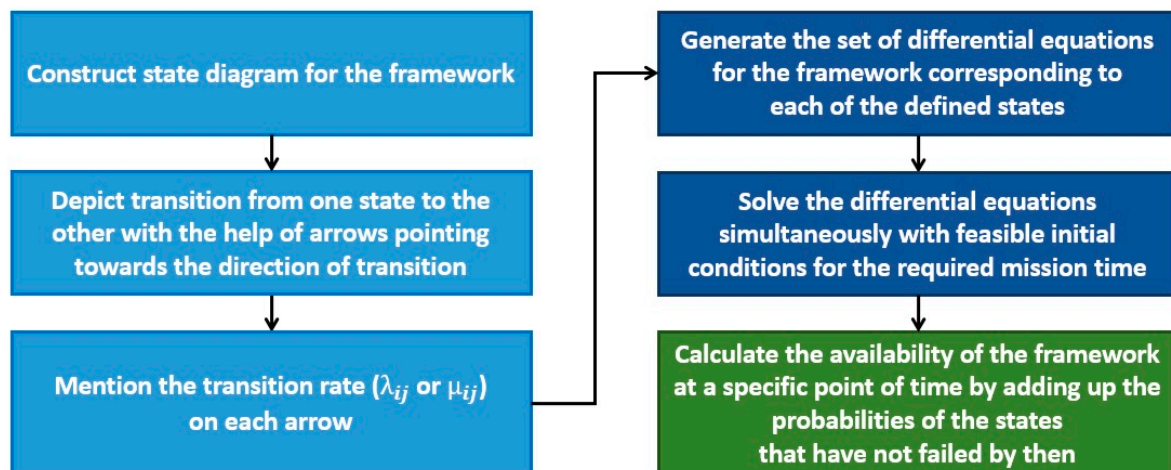 Construct state diagram for the framework
Depict transition from one state to the
other with the help of arrows pointing
towards the direction of transition
Mention the transition rate (λᵢⱼ or μᵢⱼ)
on each arrow
Generate the set of differential equations
for the framework corresponding to
each of the defined states
Solve the differential equations
simultaneously with feasible initial
conditions for the required mission time
Calculate the availability of the framework
at a specific point of time by adding up the
probabilities of the states
that have not failed by then